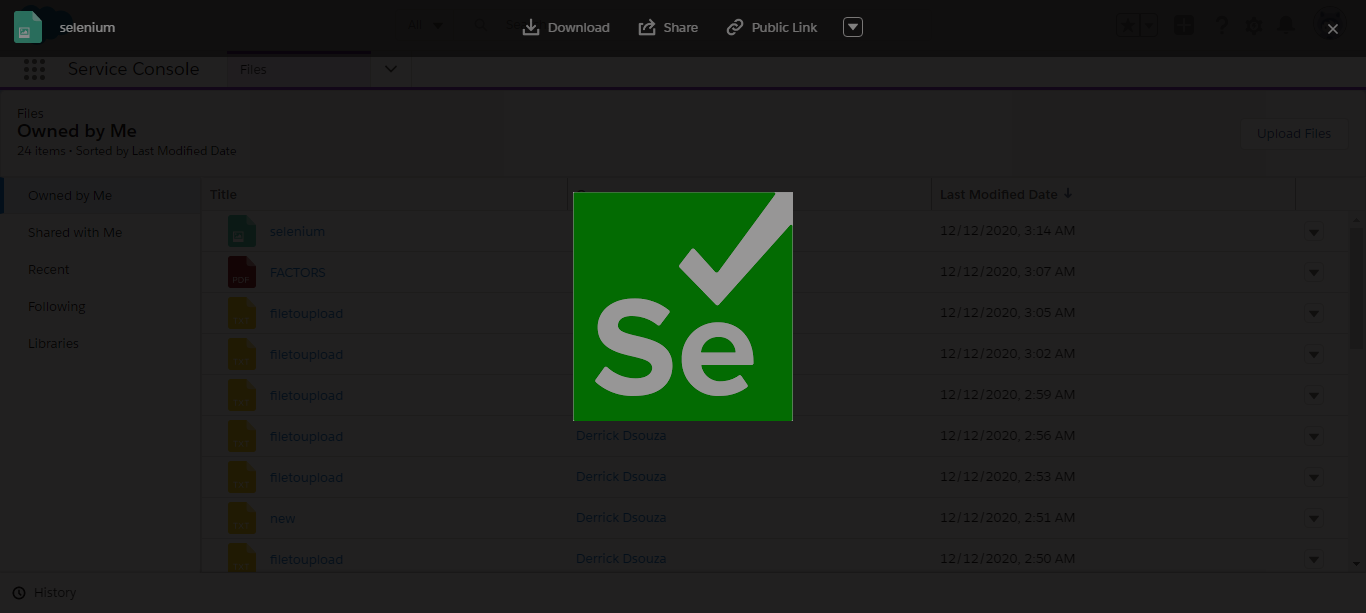 selenium
Download
Share
Public Link
Service Console
Files
Files
Owned by Me
24 items • Sorted by Last Modified Date
Upload Files
Owned by Me
Shared with Me
Recent
Following
Libraries
Title
Last Modified Date
selenium
12/12/2020, 3:14 AM
PDF
FACTORS
12/12/2020, 3:07 AM
filetoupload
12/12/2020, 3:05 AM
filetoupload
12/12/2020, 3:02 AM
filetoupload
12/12/2020, 2:59 AM
filetoupload
Derrick Dsouza
12/12/2020, 2:56 AM
filetoupload
Derrick Dsouza
12/12/2020, 2:53 AM
new
Derrick Dsouza
12/12/2020, 2:51 AM
filetoupload
Derrick Dsouza
12/12/2020, 2:50 AM
Se
History